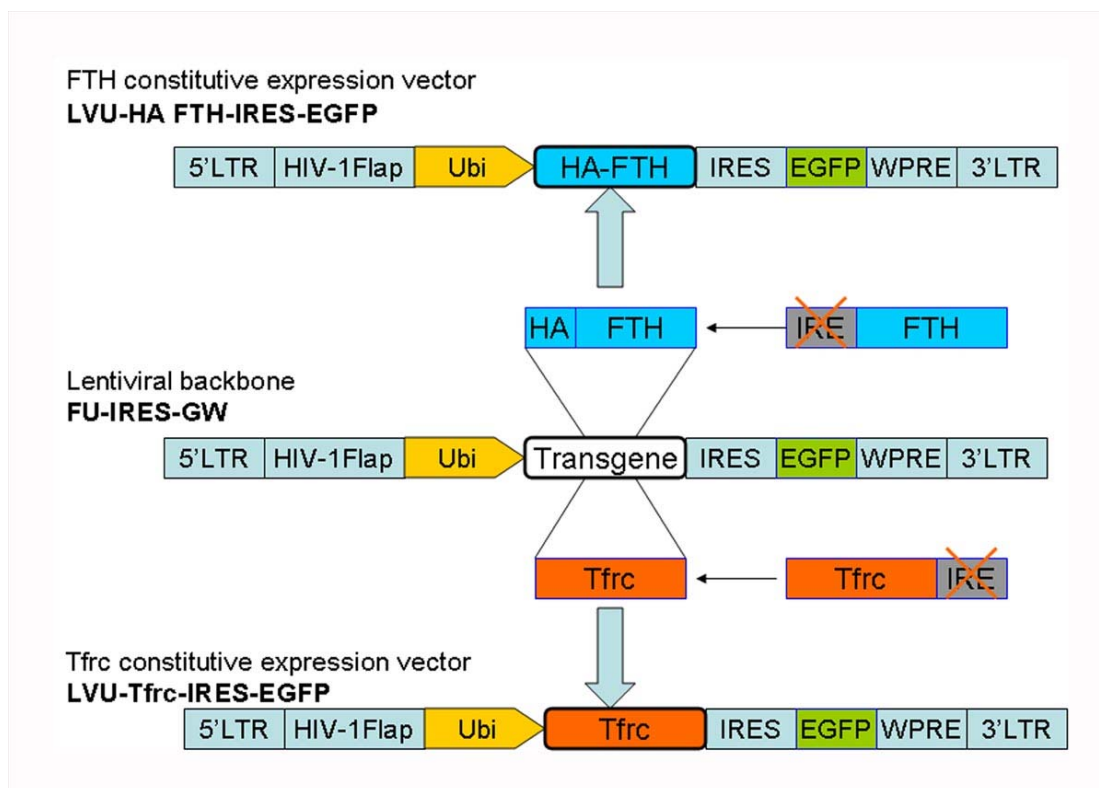 FTH constitutive expression vector
LVU-HA FTH-IRES-EGFP
5'LTR HIV-1Flap Ubi HA-FTH IRES EGFP WPRE 3'LTR
HA FTH IRE FTH
Lentiviral backbone
FU-IRES-GW
5'LTR HIV-1Flap Ubi Transgene IRES EGFP WPRE 3'LTR
Tfrc Tfrc IRE
Tfrc constitutive expression vector
LVU-Tfrc-IRES-EGFP
5'LTR HIV-1Flap Ubi Tfrc IRES EGFP WPRE 3'LTR